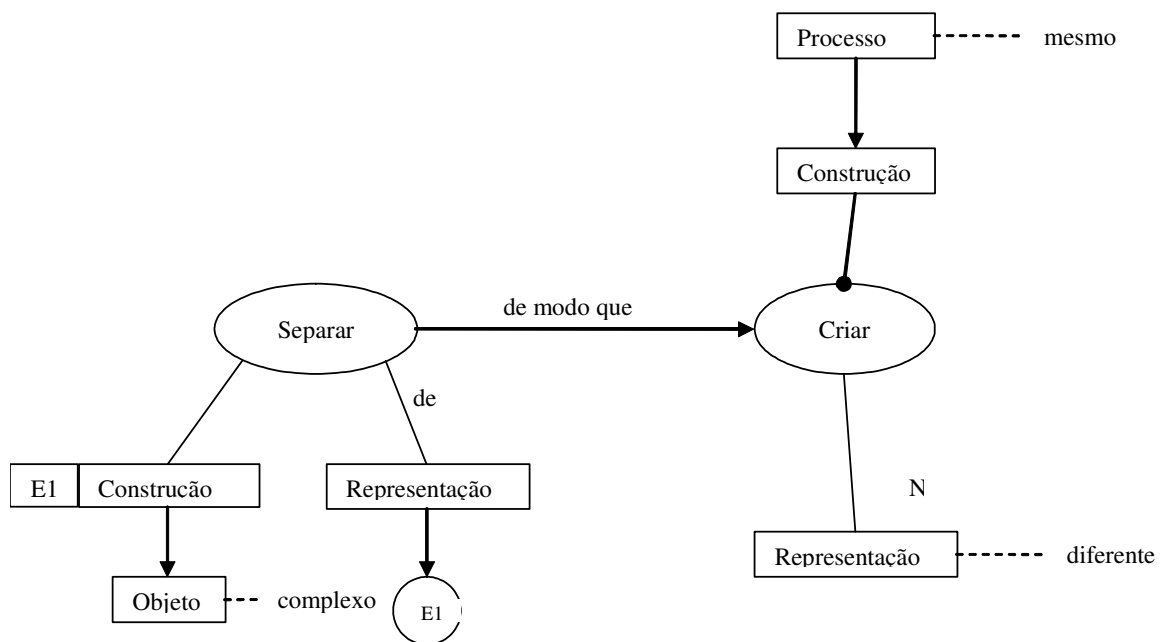 Processo
mesmo
Construção
de modo que
Separar
Criar
de
E1
Construcão
Representação
N
Representação
diferente
Objeto
complexo
E1